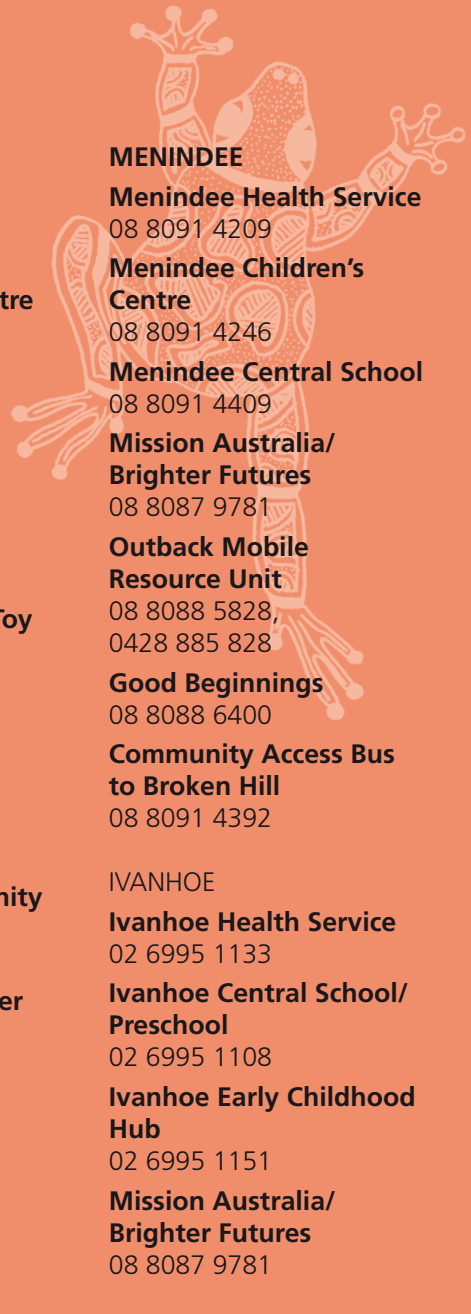 MENINDEE
Menindee Health Service
08 8091 4209
Menindee Children's
Centre
08 8091 4246
Menindee Central School
08 8091 4409
Mission Australia/
Brighter Futures
08 8087 9781
Outback Mobile
Resource Unit
08 8088 5828,
0428 885 828
Good Beginnings
08 8088 6400
Community Access Bus
to Broken Hill
08 8091 4392
IVANHOE
Ivanhoe Health Service
02 6995 1133
Ivanhoe Central School/
Preschool
02 6995 1108
Ivanhoe Early Childhood
Hub
02 6995 1151
Mission Australia/
Brighter Futures
08 8087 9781